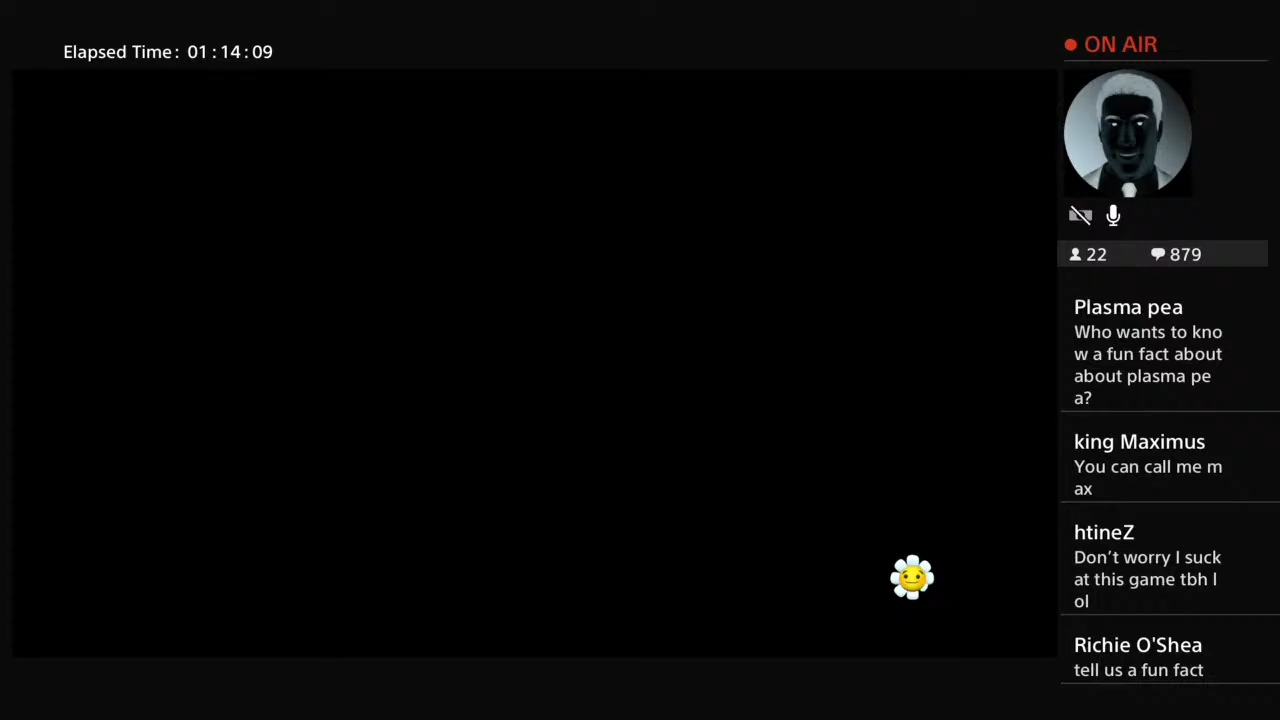 Elapsed Time: 01:14:09
ON AIR
22 879
Plasma pea
Who wants to kno
w a fun fact about
about plasma pe
a?
king Maximus
You can call me m
ax
htineZ
Don't worry I suck
at this game tbh l
ol
Richie O'Shea
tell us a fun fact